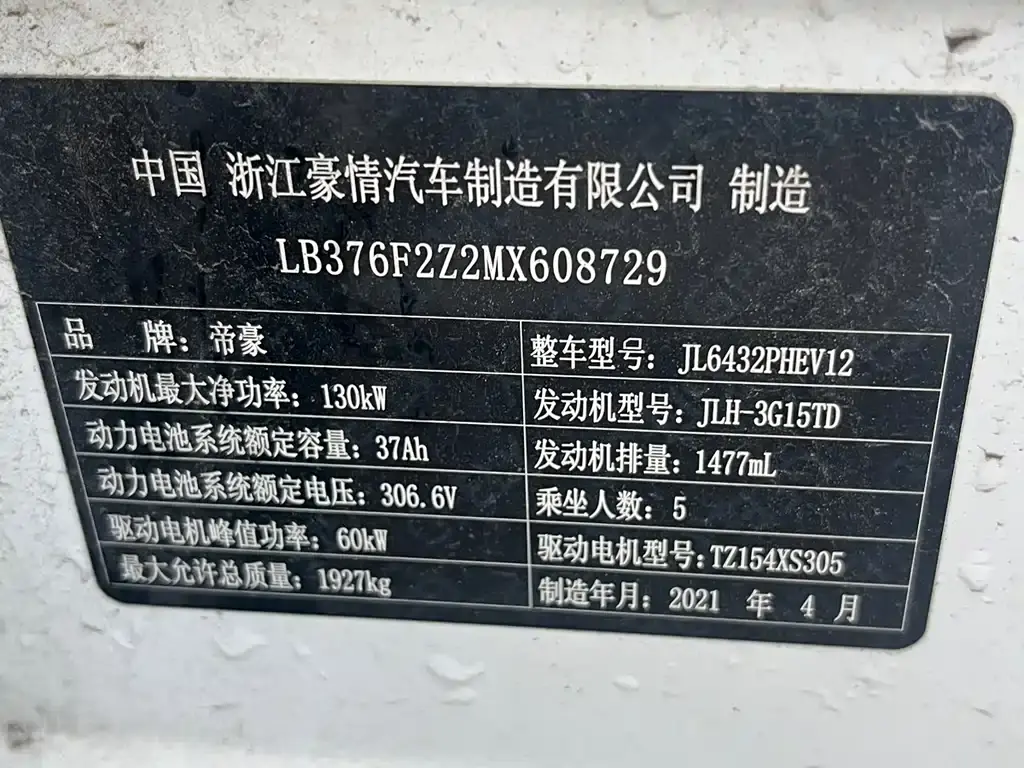 中国 浙江豪情汽车制造有限公司 制造
LB376F2Z2MX608729
品 牌：帝豪 整车型号：JL6432PHEV12
发动机最大净功率：130kW 发动机型号：JLH-3G15TD
动力电池系统额定容量：37Ah 发动机排量：1477mL
动力电池系统额定电压：306.6V 乘坐人数：5
驱动电机峰值功率：60kW 驱动电机型号：TZ154XS305
最大允许总质量：1927kg 制造年月：2021 年 4 月